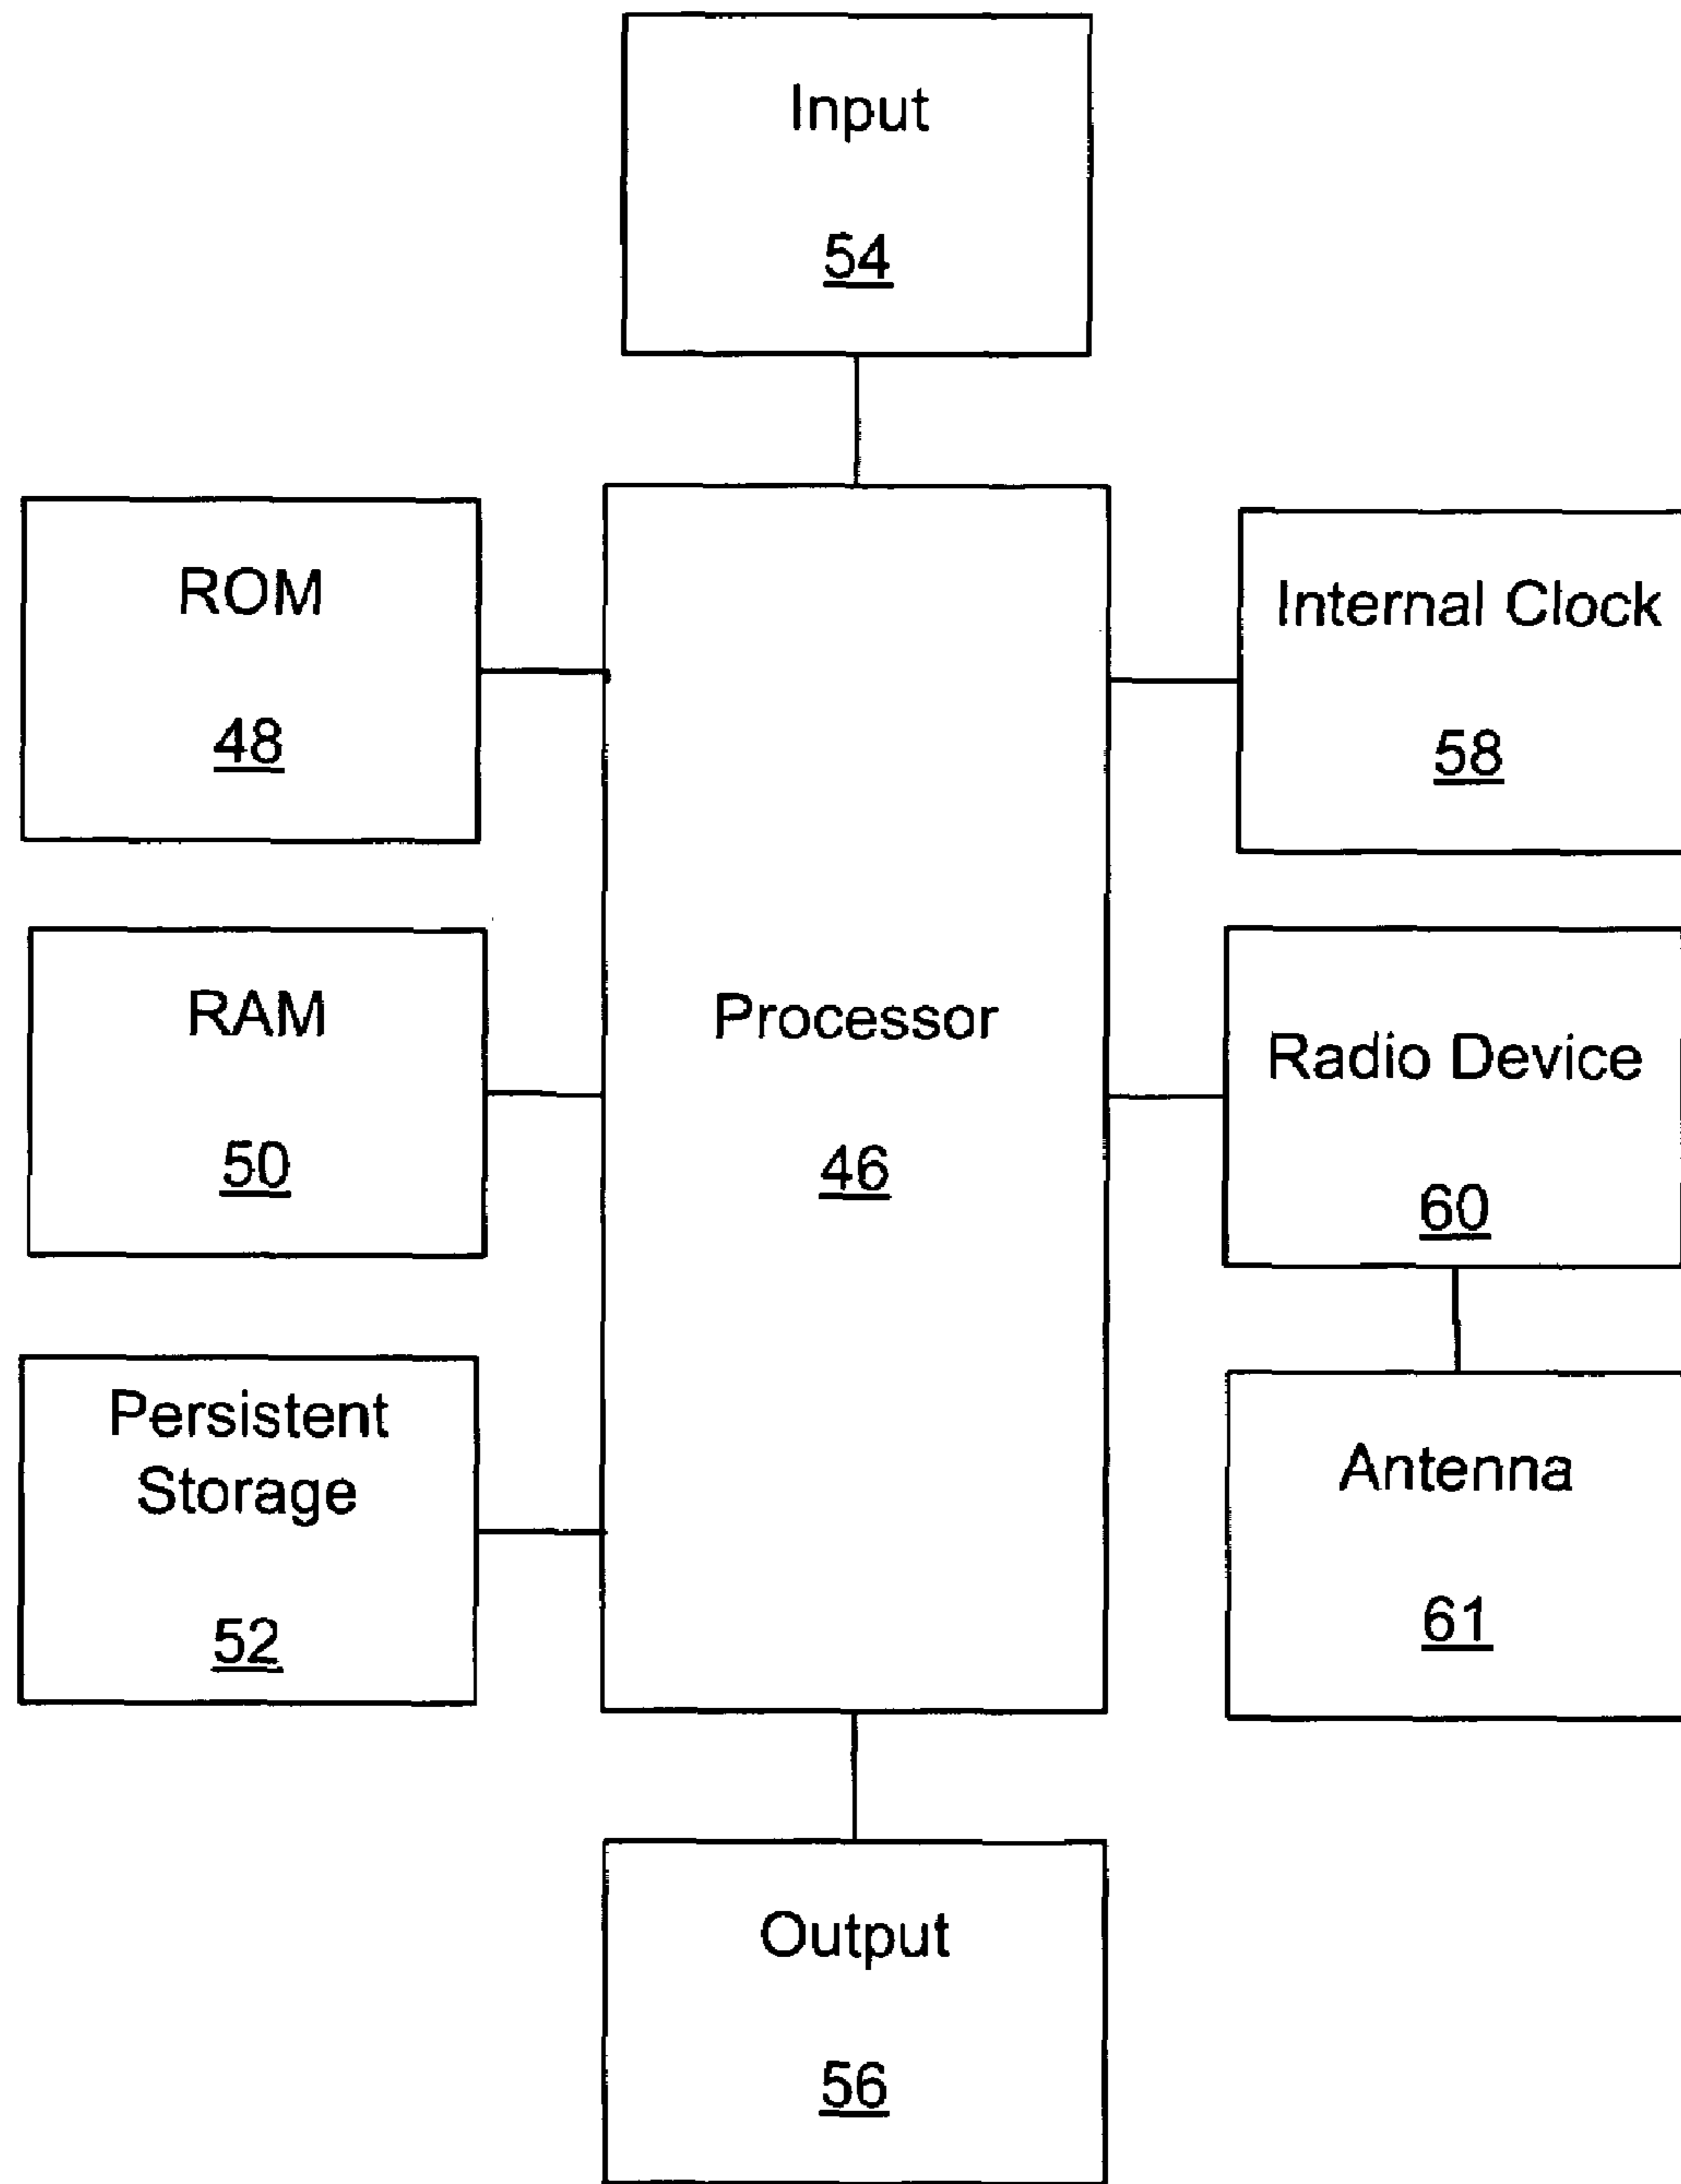 Input
54
ROM
48
Internal Clock
58
RAM
50
Processor
46
Radio Device
60
Persistent
Storage
52
Antenna
61
Output
56